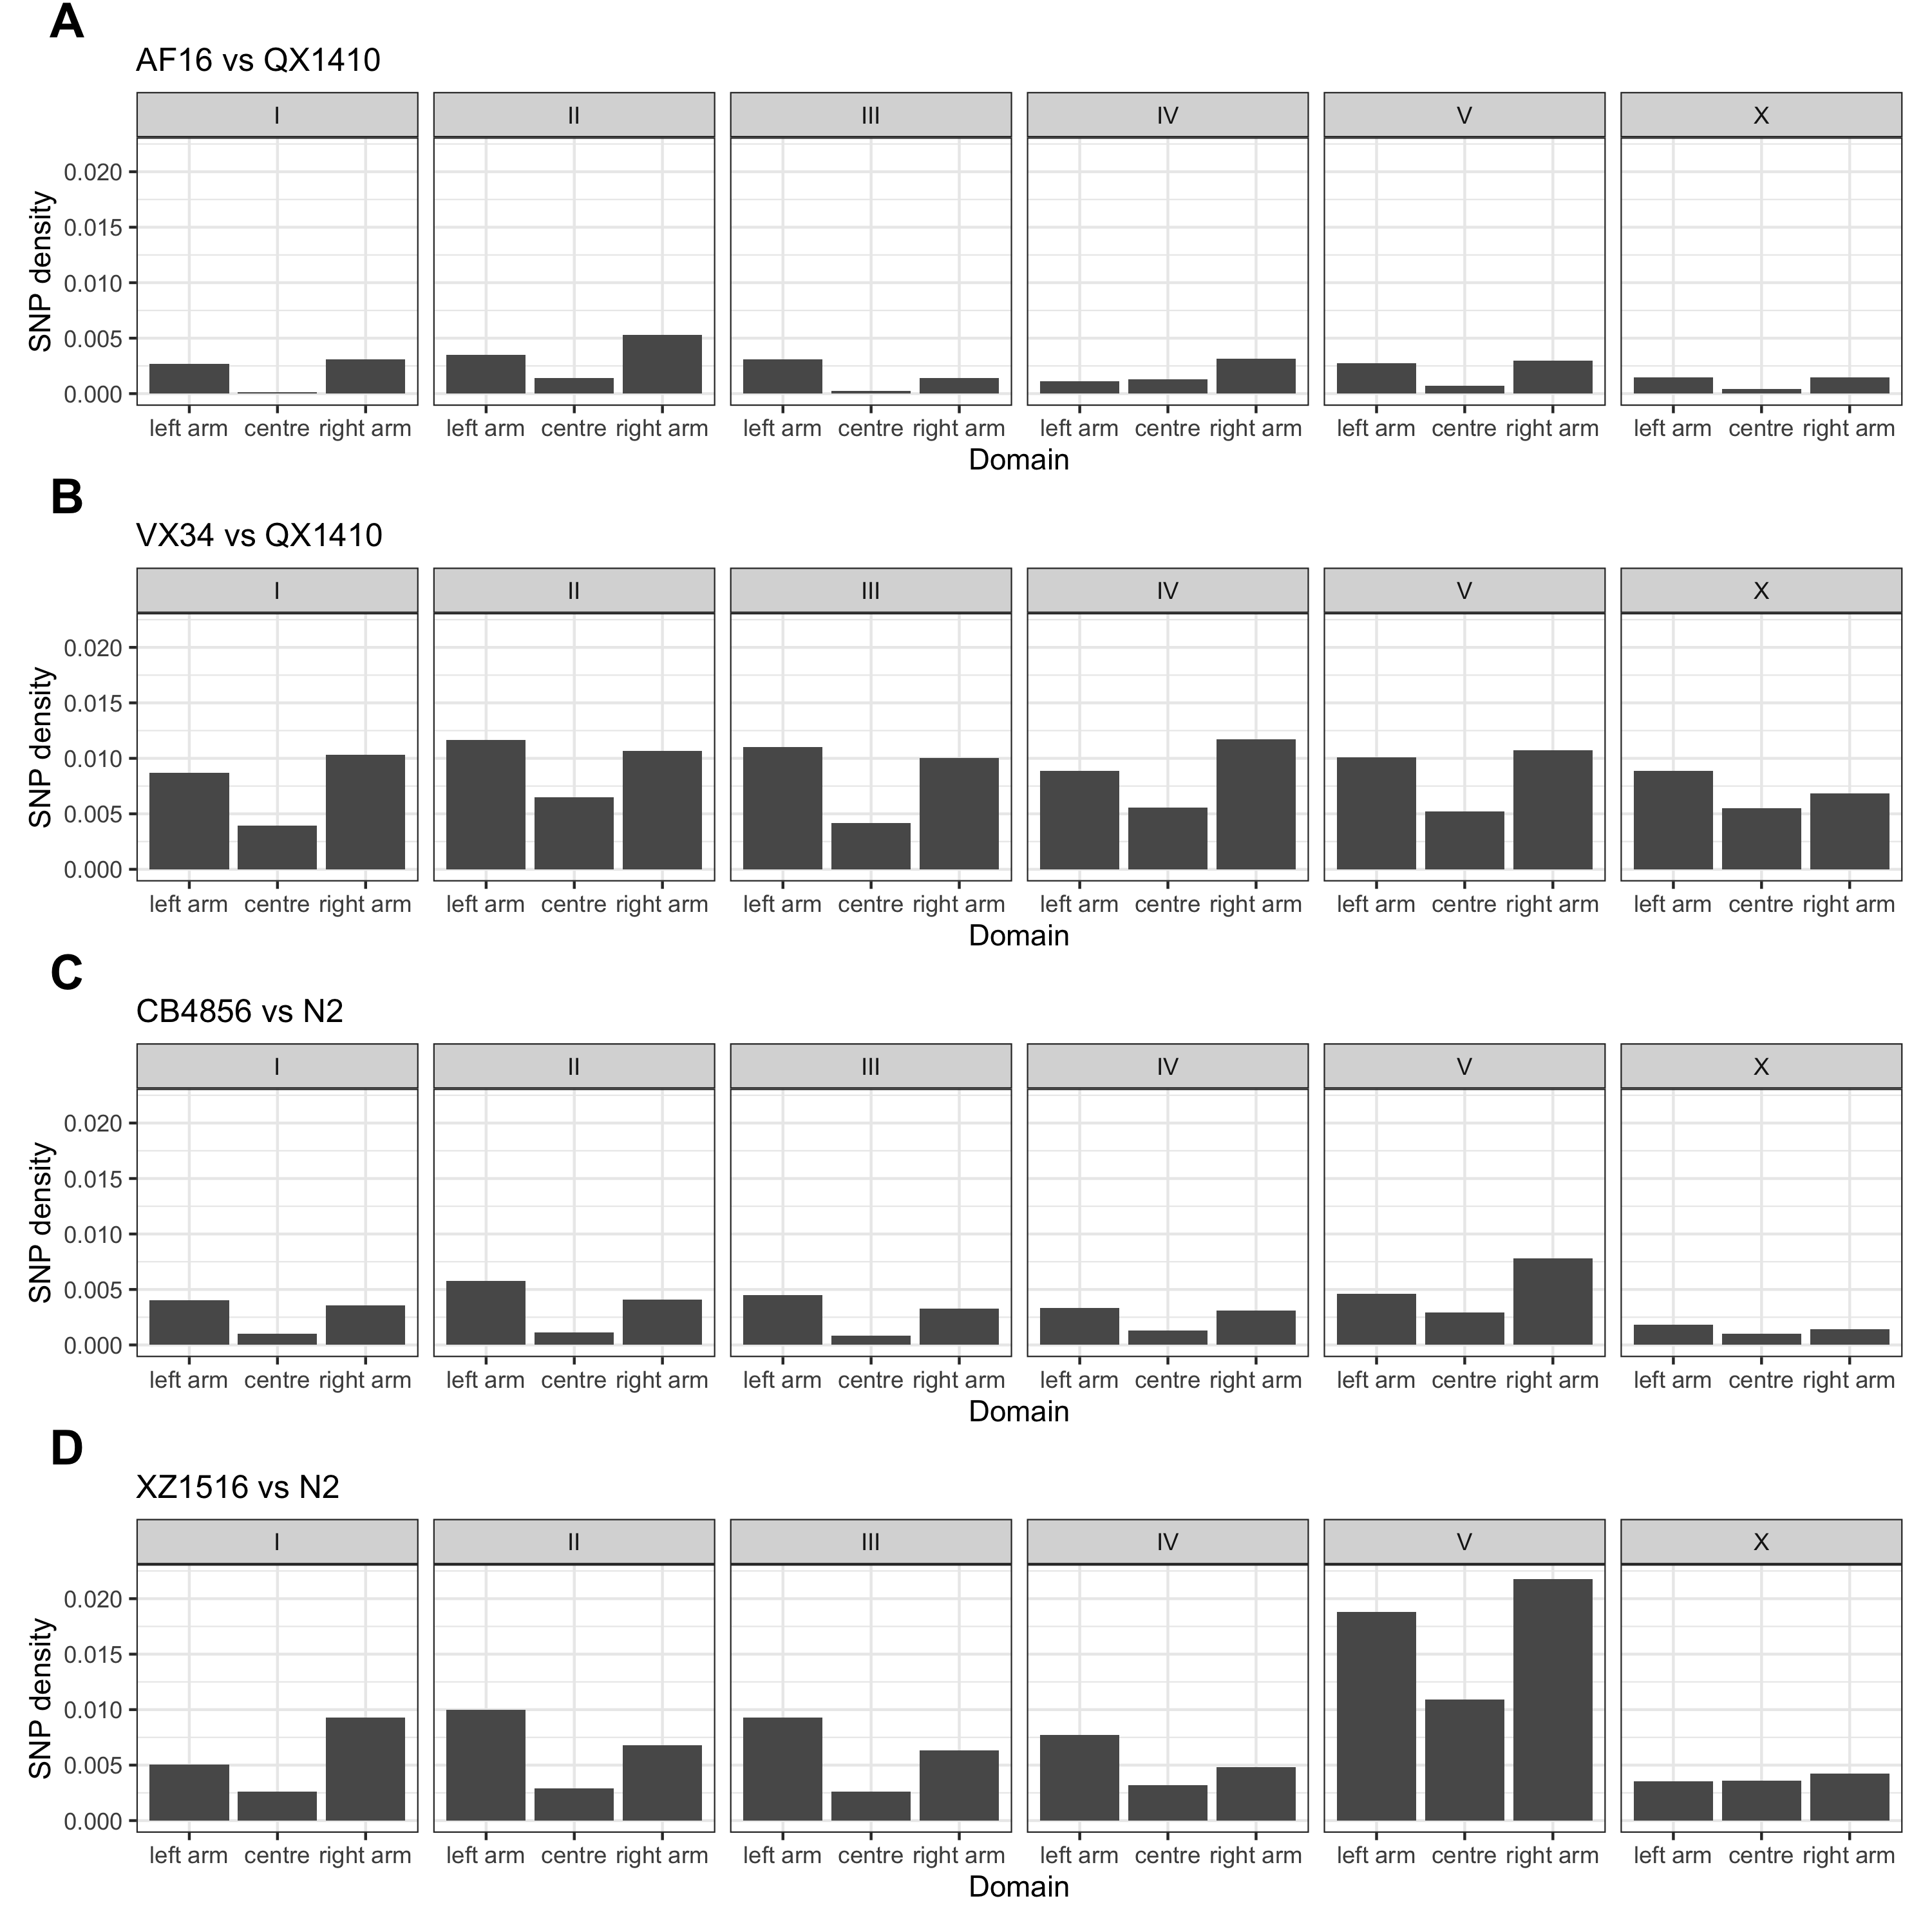 A
AF16 vs QX1410
I II III IV V X
0.020
0.015
0.010
0.005
0.000
SNP density
left arm centre right arm left arm centre right arm left arm centre right arm left arm centre right arm left arm centre right arm left arm centre right arm
Domain
B
VX34 vs QX1410
I II III IV V X
0.020
0.015
0.010
0.005
0.000
SNP density
left arm centre right arm left arm centre right arm left arm centre right arm left arm centre right arm left arm centre right arm left arm centre right arm
Domain
C
CB4856 vs N2
I II III IV V X
0.020
0.015
0.010
0.005
0.000
SNP density
left arm centre right arm left arm centre right arm left arm centre right arm left arm centre right arm left arm centre right arm left arm centre right arm
Domain
D
XZ1516 vs N2
I II III IV V X
0.020
0.015
0.010
0.005
0.000
SNP density
left arm centre right arm left arm centre right arm left arm centre right arm left arm centre right arm left arm centre right arm left arm centre right arm
Domain